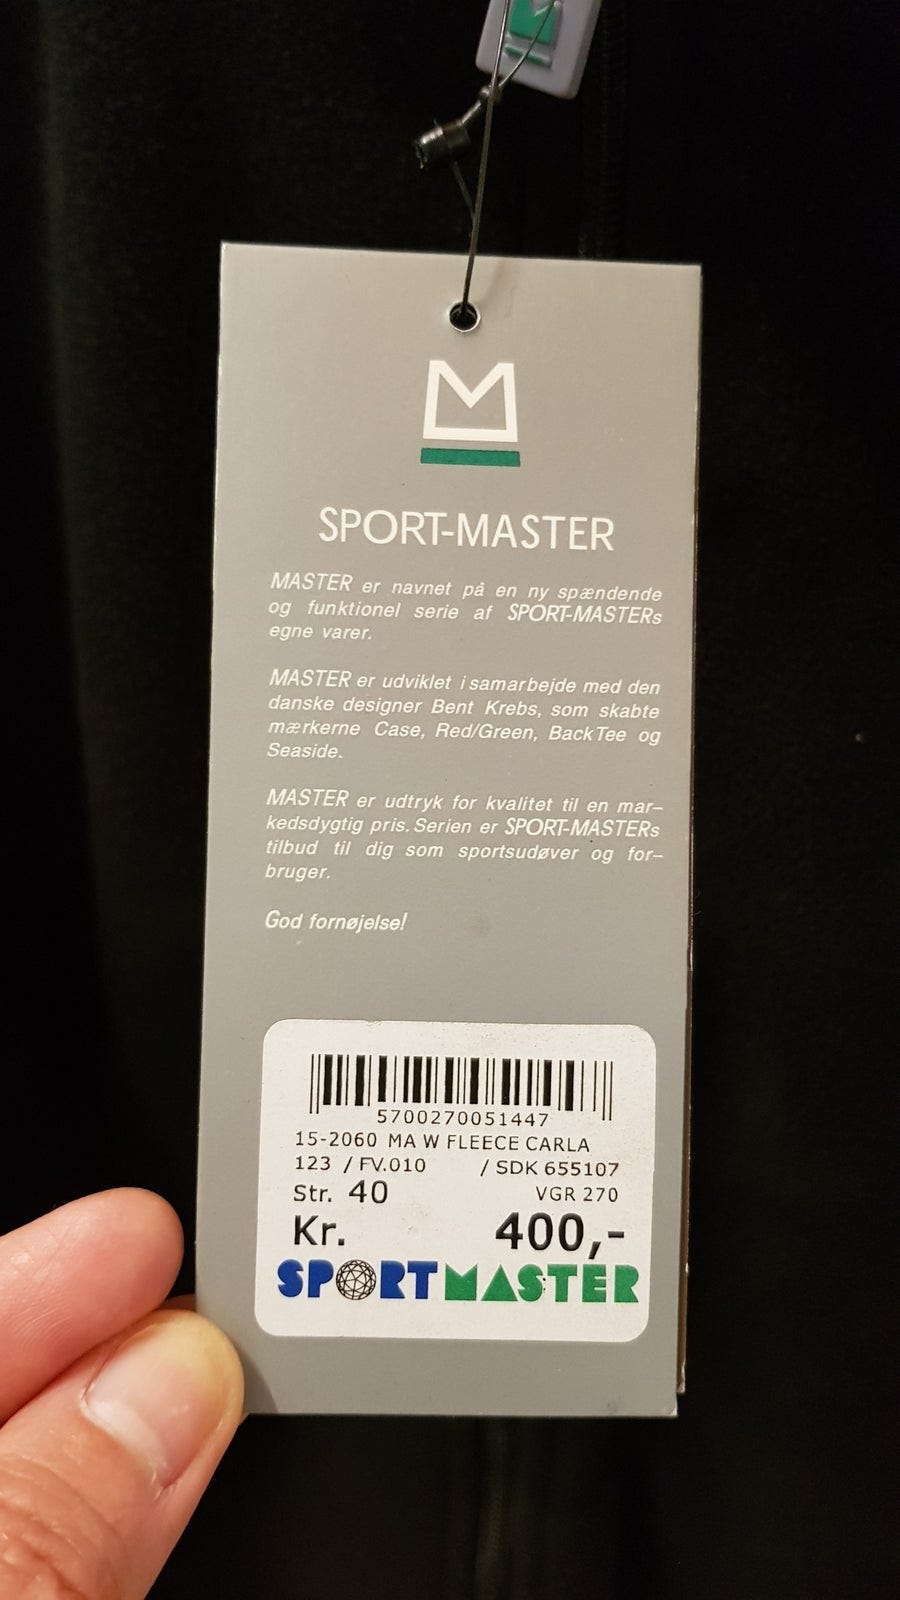 SPORT-MASTER
MASTER er navnet på en ny spændende
og funktionel serie af SPORT-MASTERs
egne varer.
MASTER er udviklet i samarbejde med den
danske designer Bent Krebs, som skabte
mærkerne Case, Red/Green, BackTee og
Seaside.
MASTER er udtryk for kvalitet til en mar-
kedsdygtig pris. Serien er SPORT-MASTERs
tilbud til dig som sportsudøver og for-
bruger.
God fornøjelse!
5700270051447
15-2060 MA W FLEECE CARLA
123 / FV.010 / SDK 655107
Str. 40 VGR 270
Kr. 400,-
SPORTMASTER